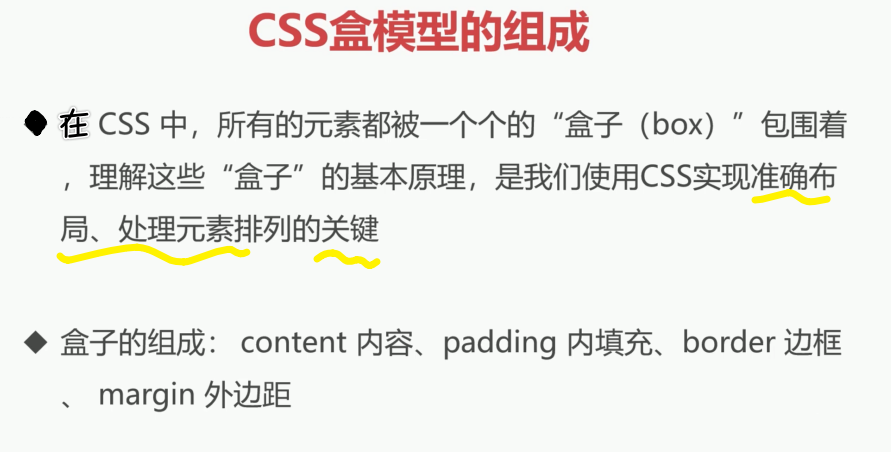 CSS盒模型的组成
◆ 在 CSS 中，所有的元素都被一个个的“盒子（box）”包围着
，理解这些“盒子”的基本原理，是我们使用CSS实现准确布
局、处理元素排列的关键
◆ 盒子的组成： content 内容、padding 内填充、border 边框
、 margin 外边距